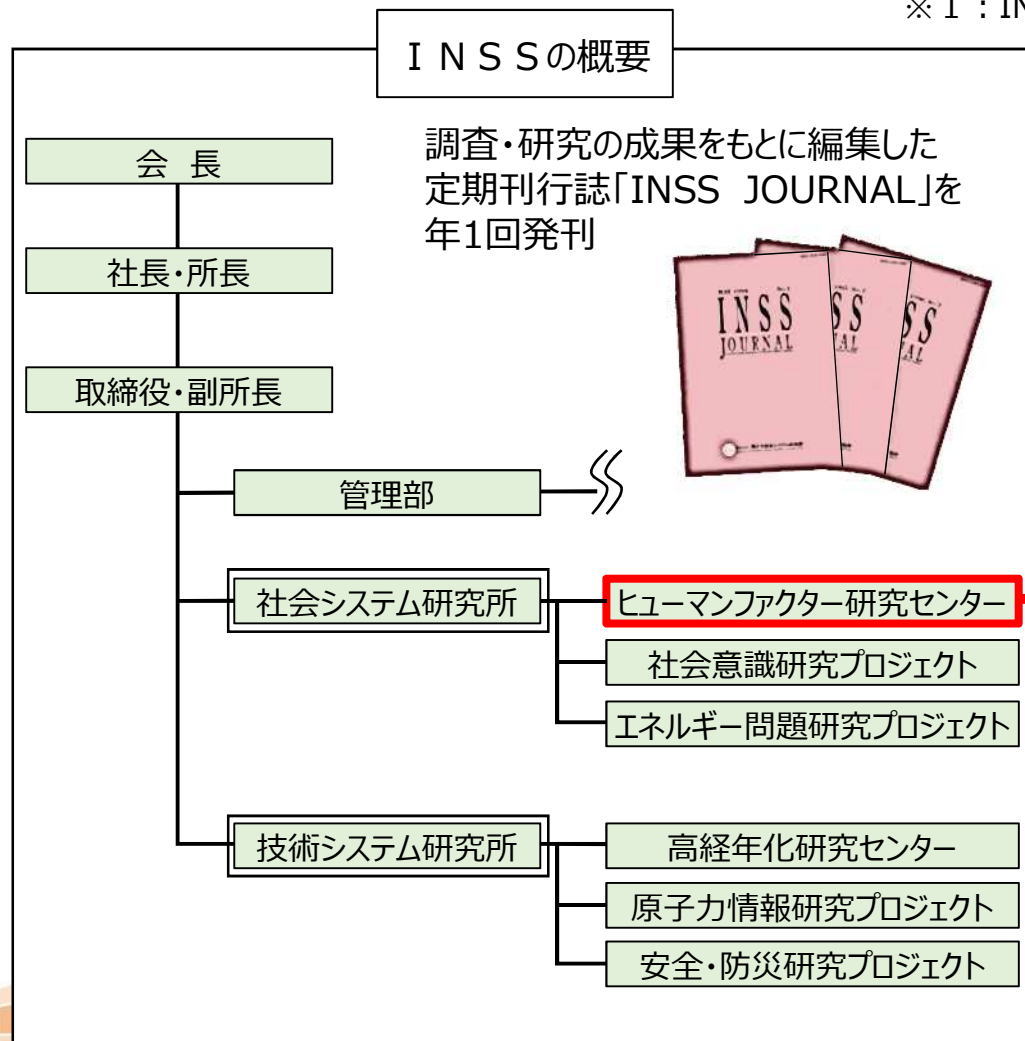 ※１：IN
ＩＮＳＳの概要
会 長
調査･研究の成果をもとに編集した
定期刊行誌｢INSS JOURNAL｣を
年1回発刊
社長･所長
INSS
JOURNAL
取締役･副所長
管理部
社会システム研究所
ヒューマンファクター研究センター
社会意識研究プロジェクト
エネルギー問題研究プロジェクト
技術システム研究所
高経年化研究センター
原子力情報研究プロジェクト
安全･防災研究プロジェクト